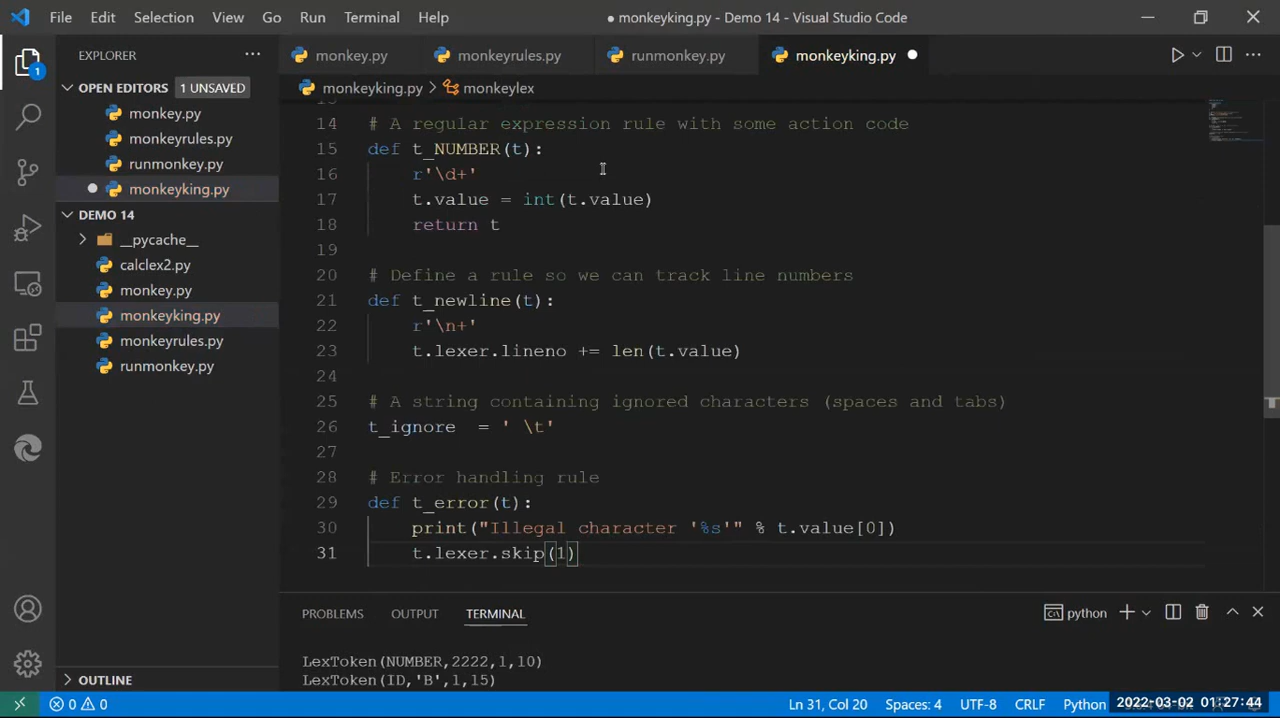 File Edit Selection View Go Run Terminal Help ● monkeyking.py - Demo 14 - Visual Studio Code
EXPLORER ···
monkey.py monkeyrules.py runmonkey.py monkeyking.py
monkeyking.py > monkeylex
1
OPEN EDITORS 1 UNSAVED
monkey.py
monkeyrules.py
runmonkey.py
monkeyking.py
DEMO 14
__pycache__
calclex2.py
monkey.py
monkeyking.py
monkeyrules.py
runmonkey.py
OUTLINE
14 # A regular expression rule with some action code
15 def t_NUMBER(t):
16 r'\d+'
17 t.value = int(t.value)
18 return t
19
20 # Define a rule so we can track line numbers
21 def t_newline(t):
22 r'\n+'
23 t.lexer.lineno += len(t.value)
24
25 # A string containing ignored characters (spaces and tabs)
26 t_ignore  = ' \t'
27
28 # Error handling rule
29 def t_error(t):
30 print("Illegal character '%s'" % t.value[0])
31 t.lexer.skip(1)
PROBLEMS OUTPUT TERMINAL python
LexToken(NUMBER,2222,1,10)
LexToken(ID,'B',1,15)
0 0 Ln 31, Col 20 Spaces: 4 UTF-8 CRLF Python 2022-03-02 01:27:44